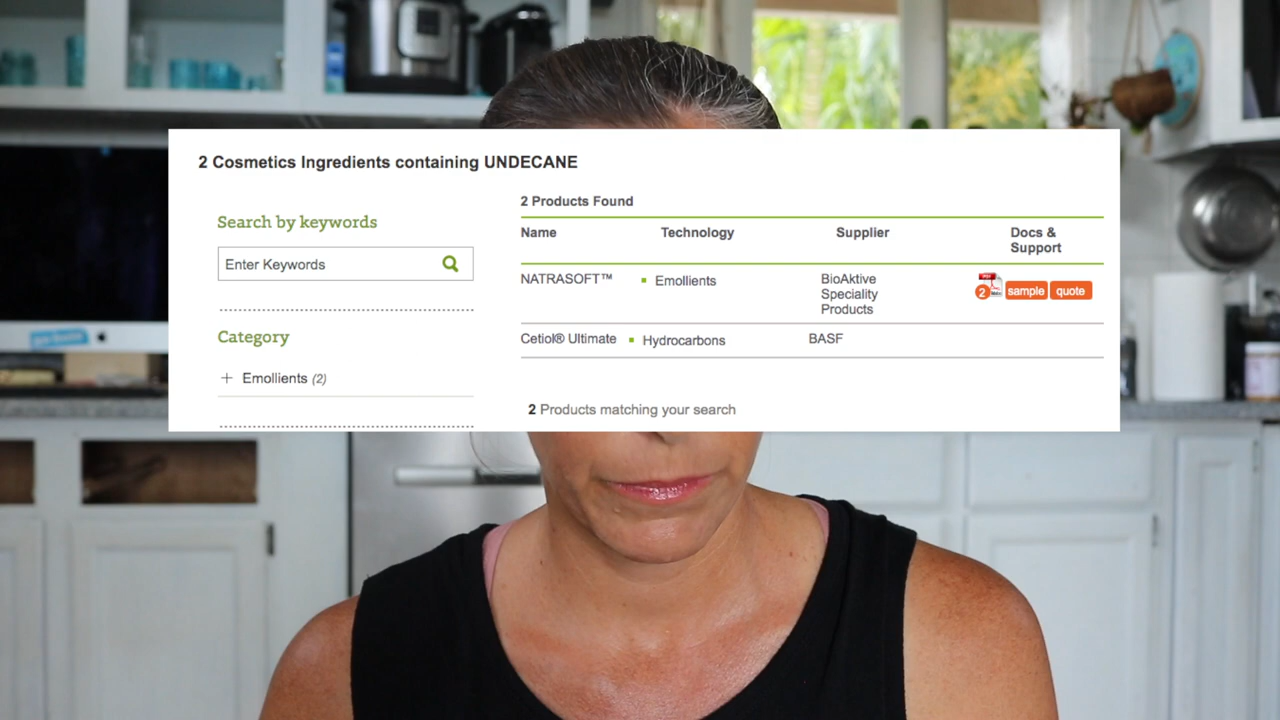 2 Cosmetics Ingredients containing UNDECANE
Search by keywords
Enter Keywords
Category
+ Emollients (2)
2 Products Found
Name Technology Supplier Docs & Support
NATRASOFT™ Emollients BioAktive Speciality Products 2 sample quote
Cetiol® Ultimate Hydrocarbons BASF
2 Products matching your search